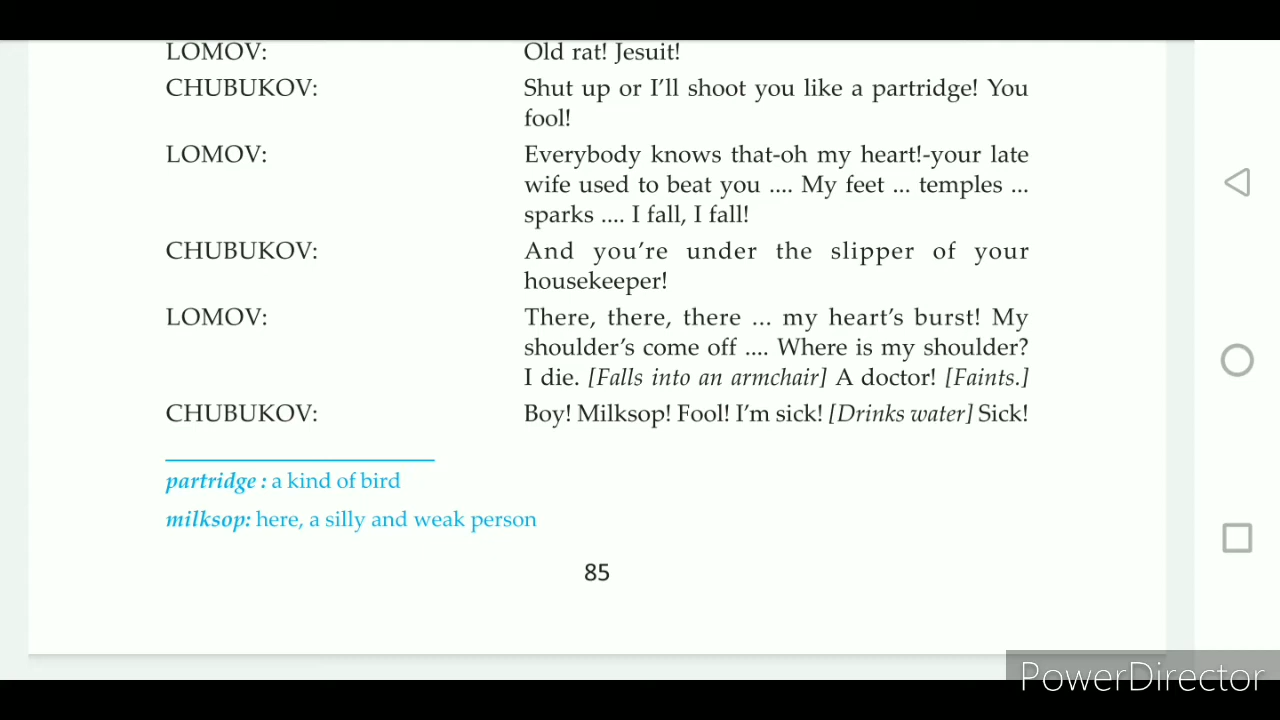 LOMOV: Old rat! Jesuit!
CHUBUKOV: Shut up or I'll shoot you like a partridge! You
fool!
LOMOV: Everybody knows that-oh my heart!-your late
wife used to beat you .... My feet ... temples ...
sparks .... I fall, I fall!
CHUBUKOV: And you're under the slipper of your
housekeeper!
LOMOV: There, there, there ... my heart's burst! My
shoulder's come off .... Where is my shoulder?
I die. [Falls into an armchair] A doctor! [Faints.]
CHUBUKOV: Boy! Milksop! Fool! I'm sick! [Drinks water] Sick!
partridge : a kind of bird
milksop: here, a silly and weak person
85
PowerDirector